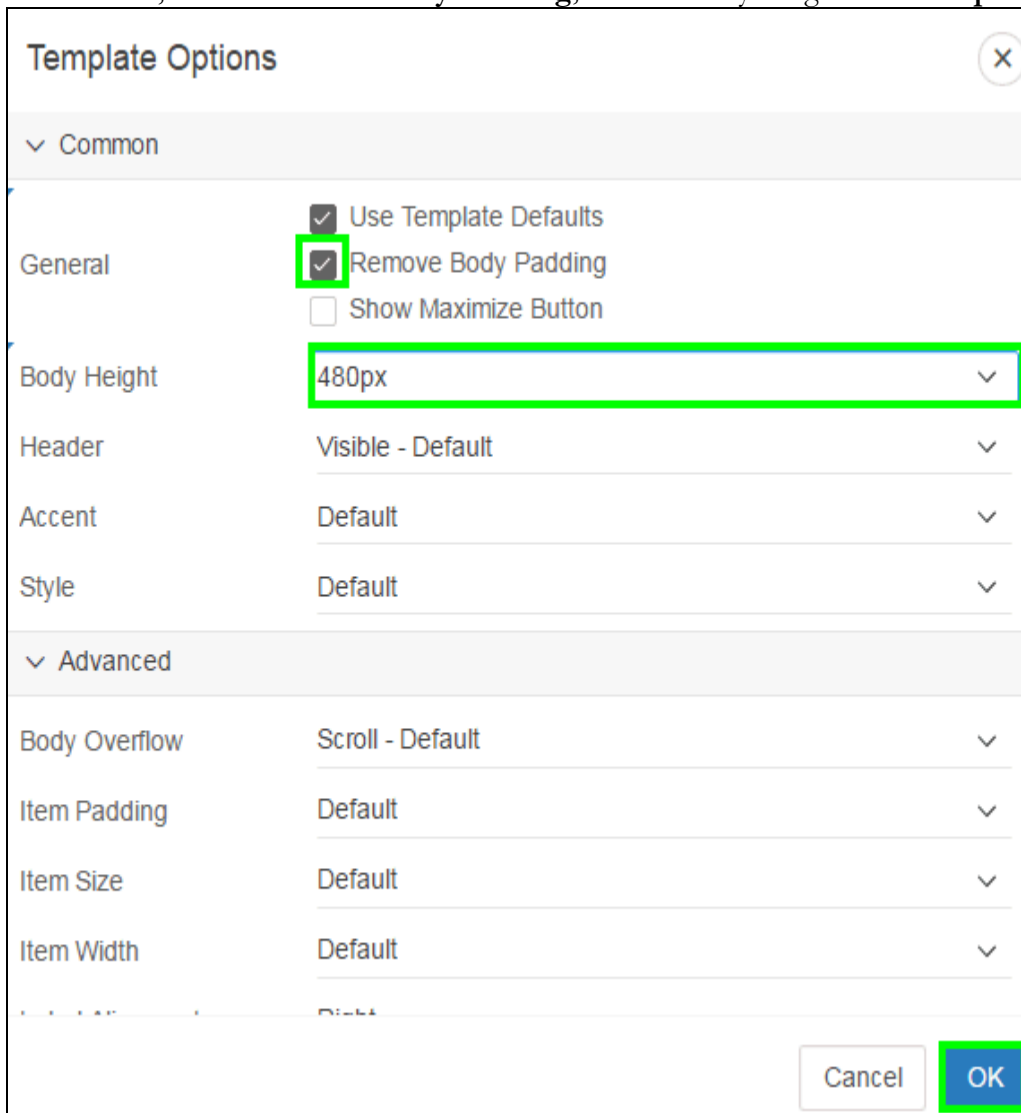 Template Options
Common
General
Use Template Defaults
Remove Body Padding
Show Maximize Button
Body Height 480px
Header Visible - Default
Accent Default
Style Default
Advanced
Body Overflow Scroll - Default
Item Padding Default
Item Size Default
Item Width Default
Cancel OK